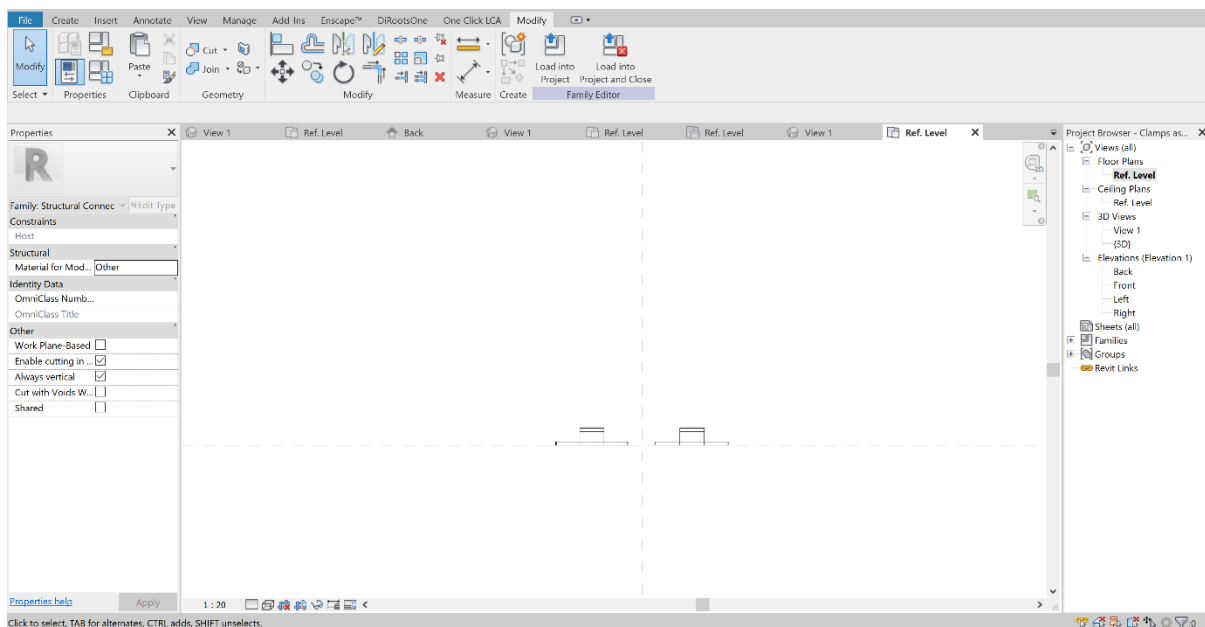 File Create Insert Annotate View Manage Add-Ins Enscape™ DiRootsOne One Click LCA Modify
Modify
Paste
Cut
Join
Load into Project
Load into Project and Close
Select Properties Clipboard Geometry Modify Measure Create Family Editor
Properties X View 1 Ref. Level Back View 1 Ref. Level Ref. Level View 1 Ref. Level X Project Browser - Clamps as... X
R
Family: Structural Connec Edit Type
Constraints
Host
Structural
Material for Mod... Other
Identity Data
OmniClass Numb...
OmniClass Title
Other
Work Plane-Based
Enable cutting in ...
Always vertical
Cut with Voids W...
Shared
2D
Views (all)
Floor Plans
Ref. Level
Ceiling Plans
Ref. Level
3D Views
View 1
{3D}
Elevations (Elevation 1)
Back
Front
Left
Right
Sheets (all)
Families
Groups
Revit Links
Properties help Apply 1 : 20
Click to select, TAB for alternates, CTRL adds, SHIFT unselects. :0